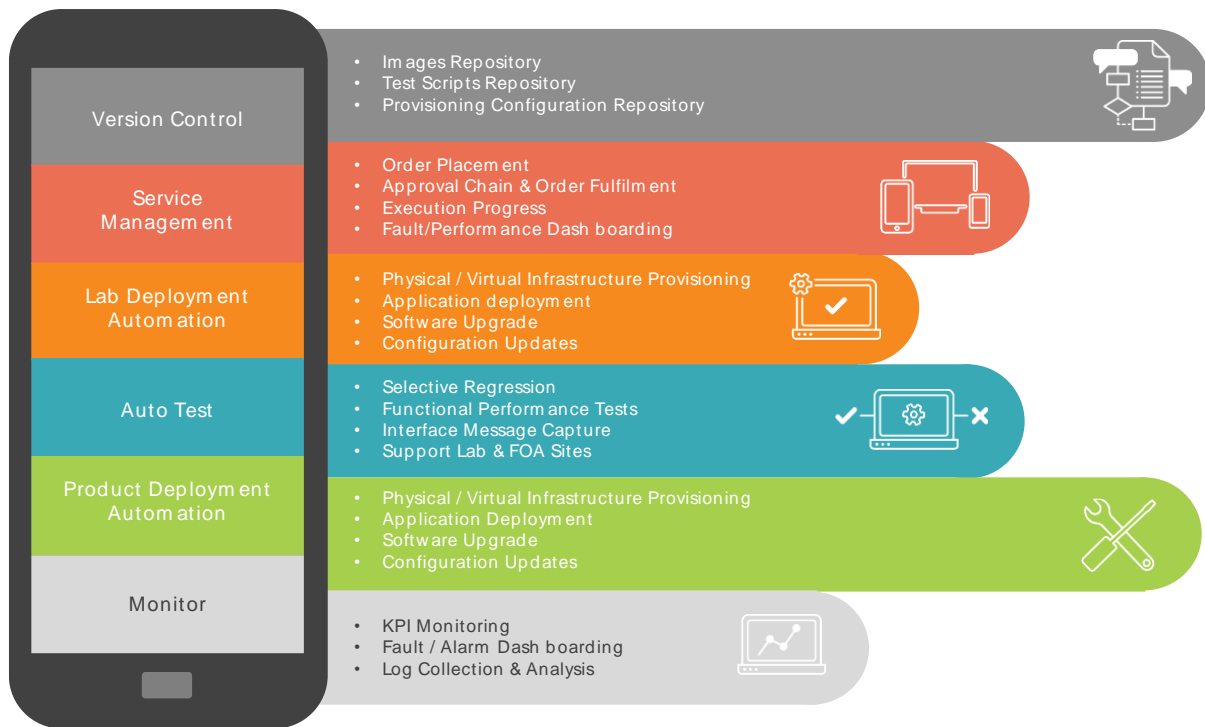 Version Control
• Images Repository
• Test Scripts Repository
• Provisioning Configuration Repository
Service
Management
• Order Placement
• Approval Chain & Order Fulfilment
• Execution Progress
• Fault/Performance Dash boarding
Lab Deployment
Automation
• Physical / Virtual Infrastructure Provisioning
• Application deployment
• Software Upgrade
• Configuration Updates
Auto Test
• Selective Regression
• Functional Performance Tests
• Interface Message Capture
• Support Lab & FOA Sites
Product Deployment
Automation
• Physical / Virtual Infrastructure Provisioning
• Application Deployment
• Software Upgrade
• Configuration Updates
Monitor
• KPI Monitoring
• Fault / Alarm Dash boarding
• Log Collection & Analysis